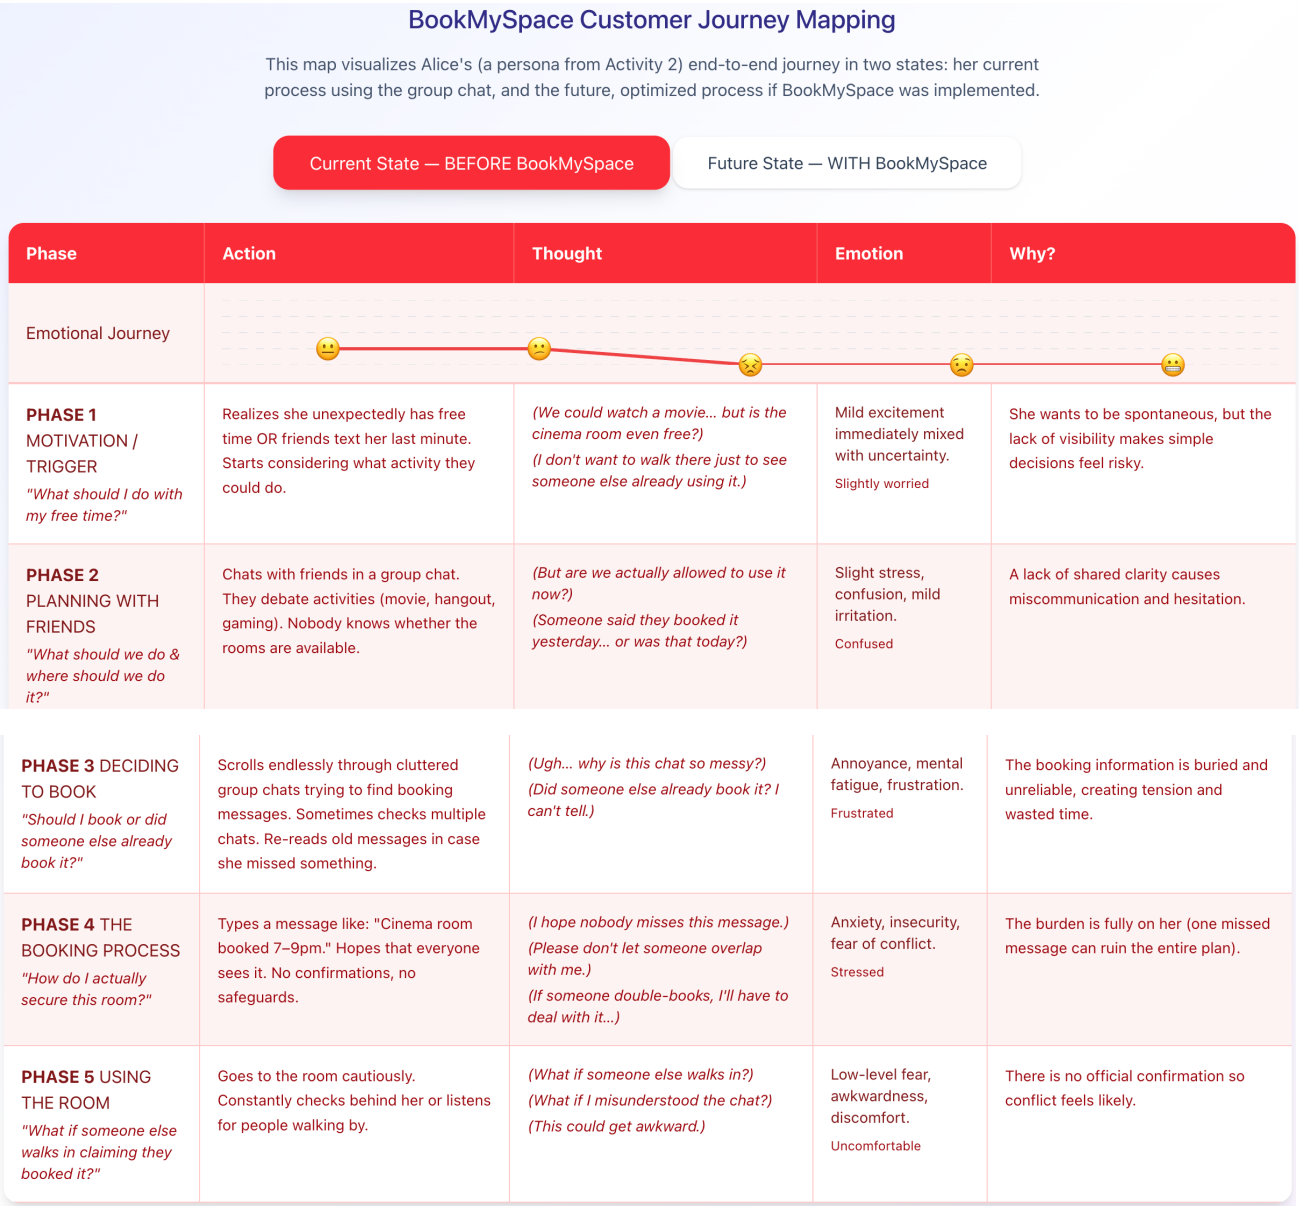 BookMySpace Customer Journey Mapping
This map visualizes Alice's (a persona from Activity 2) end-to-end journey in two states: her current
process using the group chat, and the future, optimized process if BookMySpace was implemented.
Current State — BEFORE BookMySpace
Future State — WITH BookMySpace
Phase
Action
Thought
Emotion
Why?
Emotional Journey
PHASE 1
MOTIVATION /
TRIGGER
"What should I do with
my free time?"
Realizes she unexpectedly has free
time OR friends text her last minute.
Starts considering what activity they
could do.
(We could watch a movie... but is the
cinema room even free?)
(I don't want to walk there just to see
someone else already using it.)
Mild excitement
immediately mixed
with uncertainty.
Slightly worried
She wants to be spontaneous, but the
lack of visibility makes simple
decisions feel risky.
PHASE 2
PLANNING WITH
FRIENDS
"What should we do &
where should we do
it?"
Chats with friends in a group chat.
They debate activities (movie, hangout,
gaming). Nobody knows whether the
rooms are available.
(But are we actually allowed to use it
now?)
(Someone said they booked it
yesterday... or was that today?)
Slight stress,
confusion, mild
irritation.
Confused
A lack of shared clarity causes
miscommunication and hesitation.
PHASE 3 DECIDING
TO BOOK
"Should I book or did
someone else already
book it?"
Scrolls endlessly through cluttered
group chats trying to find booking
messages. Sometimes checks multiple
chats. Re-reads old messages in case
she missed something.
(Ugh... why is this chat so messy?)
(Did someone else already book it? I
can't tell.)
Annoyance, mental
fatigue, frustration.
Frustrated
The booking information is buried and
unreliable, creating tension and
wasted time.
PHASE 4 THE
BOOKING PROCESS
"How do I actually
secure this room?"
Types a message like: "Cinema room
booked 7–9pm." Hopes that everyone
sees it. No confirmations, no
safeguards.
(I hope nobody misses this message.)
(Please don't let someone overlap
with me.)
(If someone double-books, I'll have to
deal with it...)
Anxiety, insecurity,
fear of conflict.
Stressed
The burden is fully on her (one missed
message can ruin the entire plan).
PHASE 5 USING
THE ROOM
"What if someone else
walks in claiming they
booked it?"
Goes to the room cautiously.
Constantly checks behind her or listens
for people walking by.
(What if someone else walks in?)
(What if I misunderstood the chat?)
(This could get awkward.)
Low-level fear,
awkwardness,
discomfort.
Uncomfortable
There is no official confirmation so
conflict feels likely.